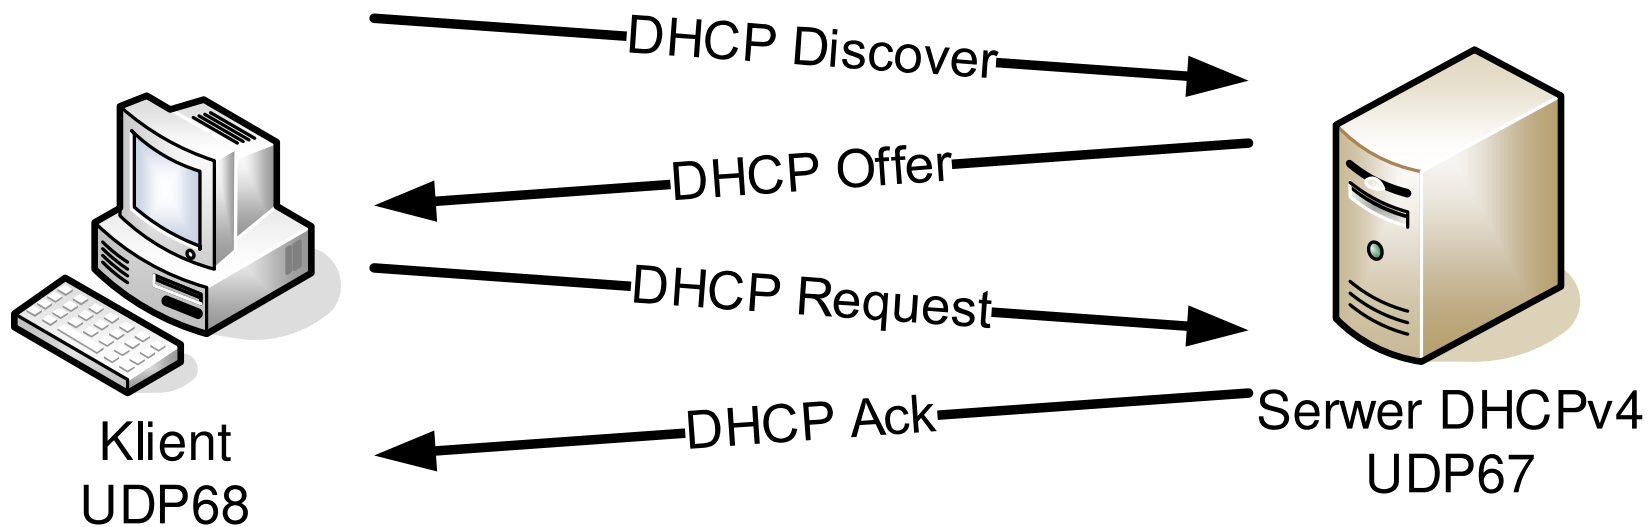 DHCP Discover
DHCP Offer
DHCP Request
DHCP Ack
Klient
UDP68
Serwer DHCPv4
UDP67